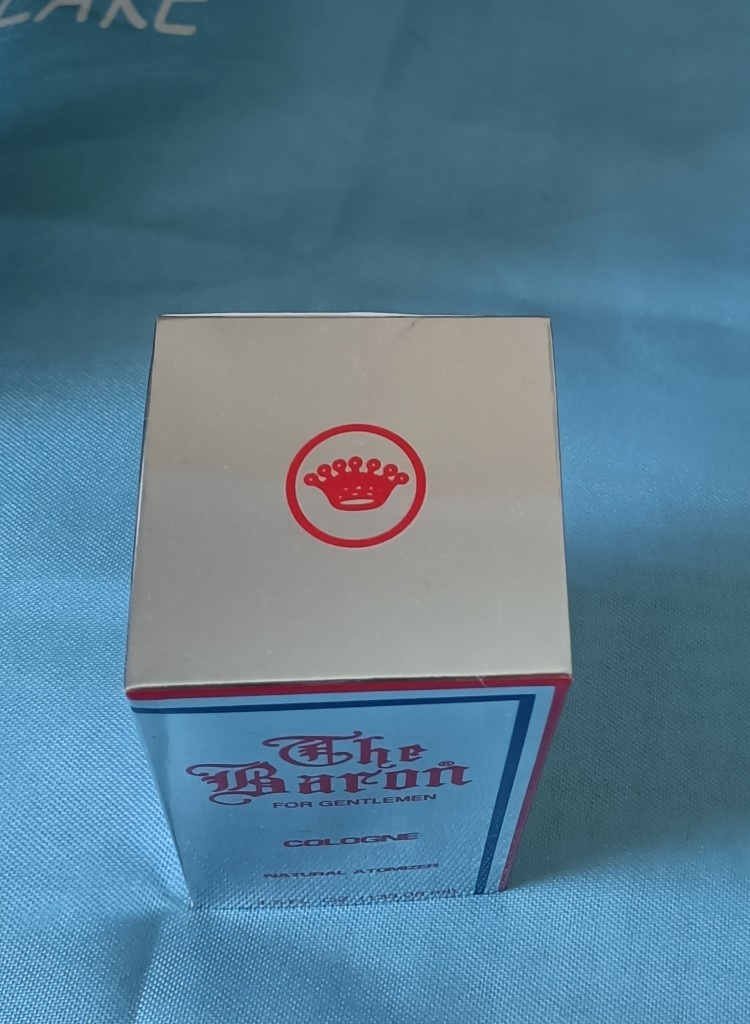 The
Baron®
FOR GENTLEMEN
COLOGNE
NATURAL ATOMIZER